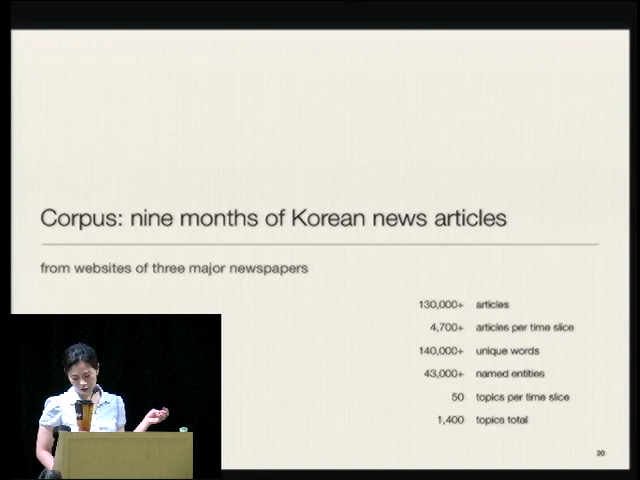 Corpus: nine months of Korean news articles
from websites of three major newspapers
130,000+ articles
4,700+ articles per time slice
140,000+ unique words
43,000+ named entities
50 topics per time slice
1,400 topics total
20